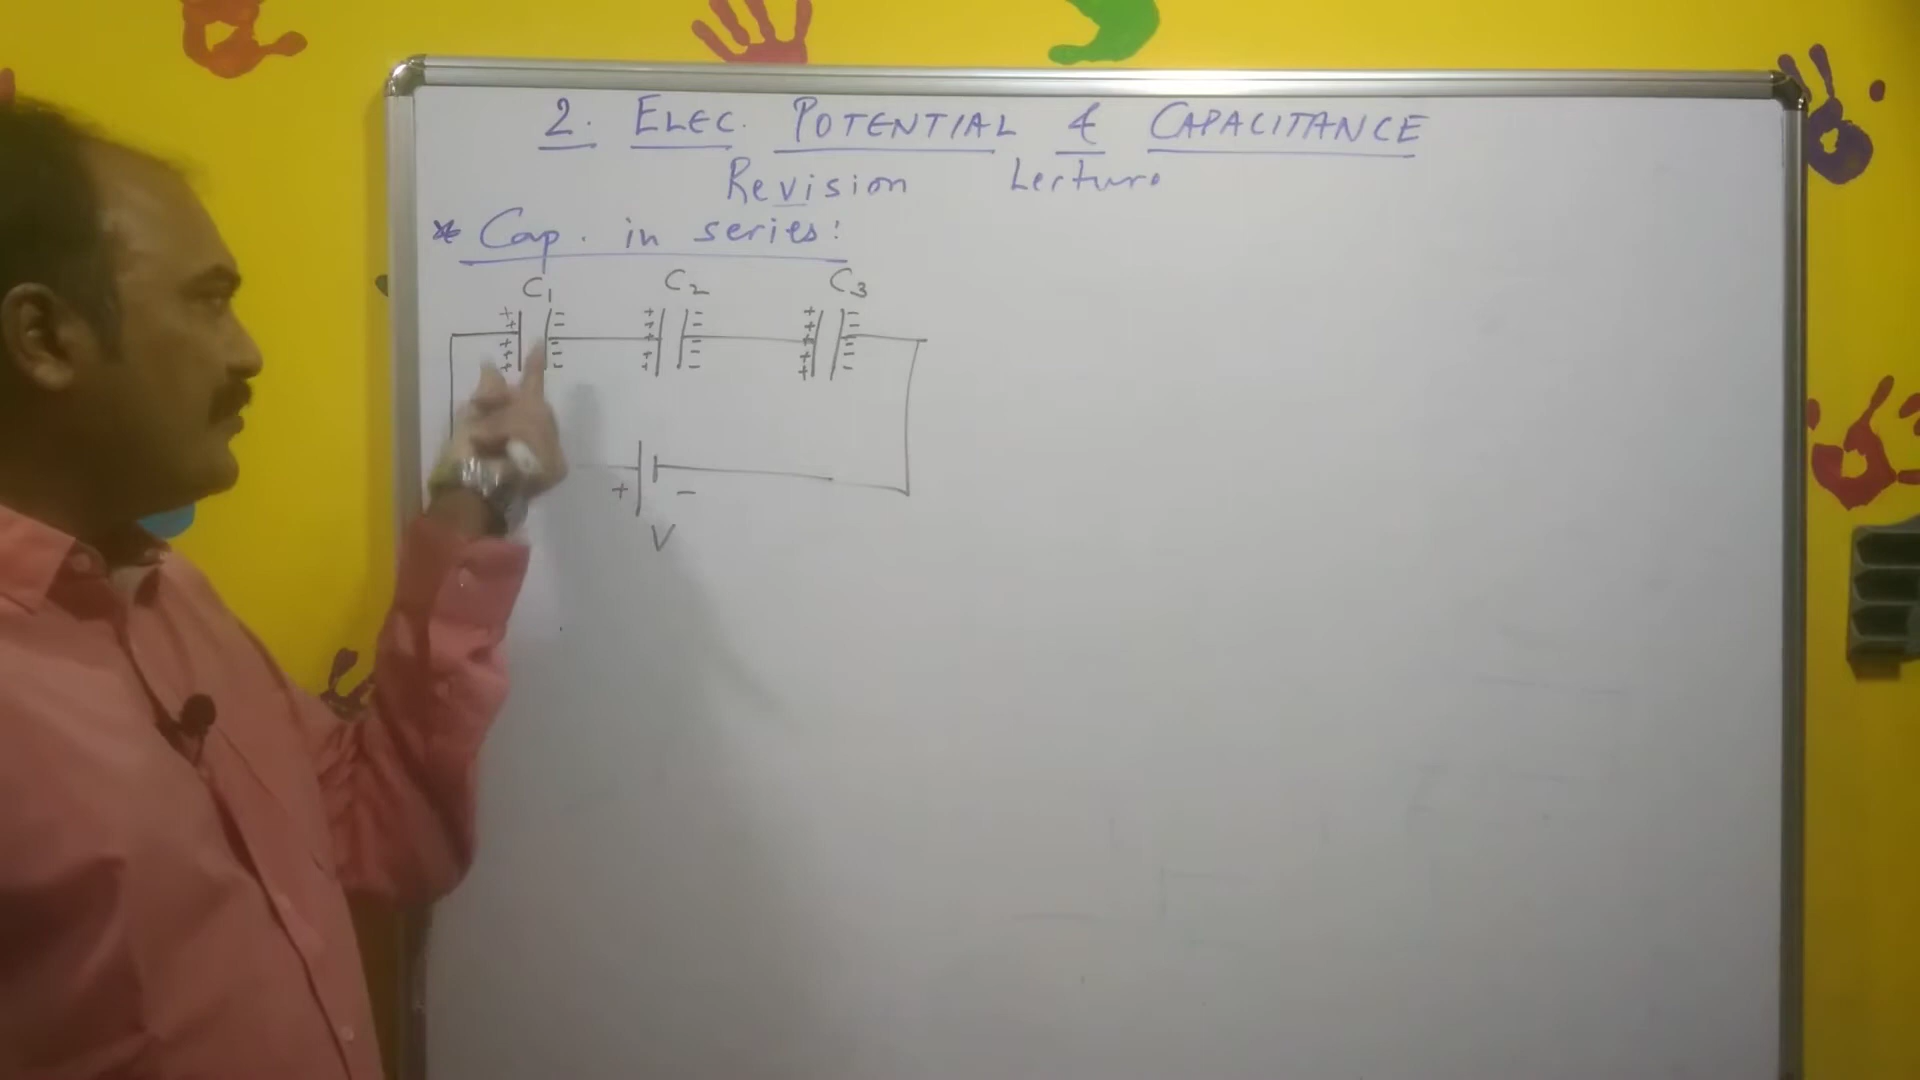 2. ELEC. POTENTIAL & CAPACITANCE
Revision Lecture
* Cap. in series:
C1 C2 C3
+ -
V